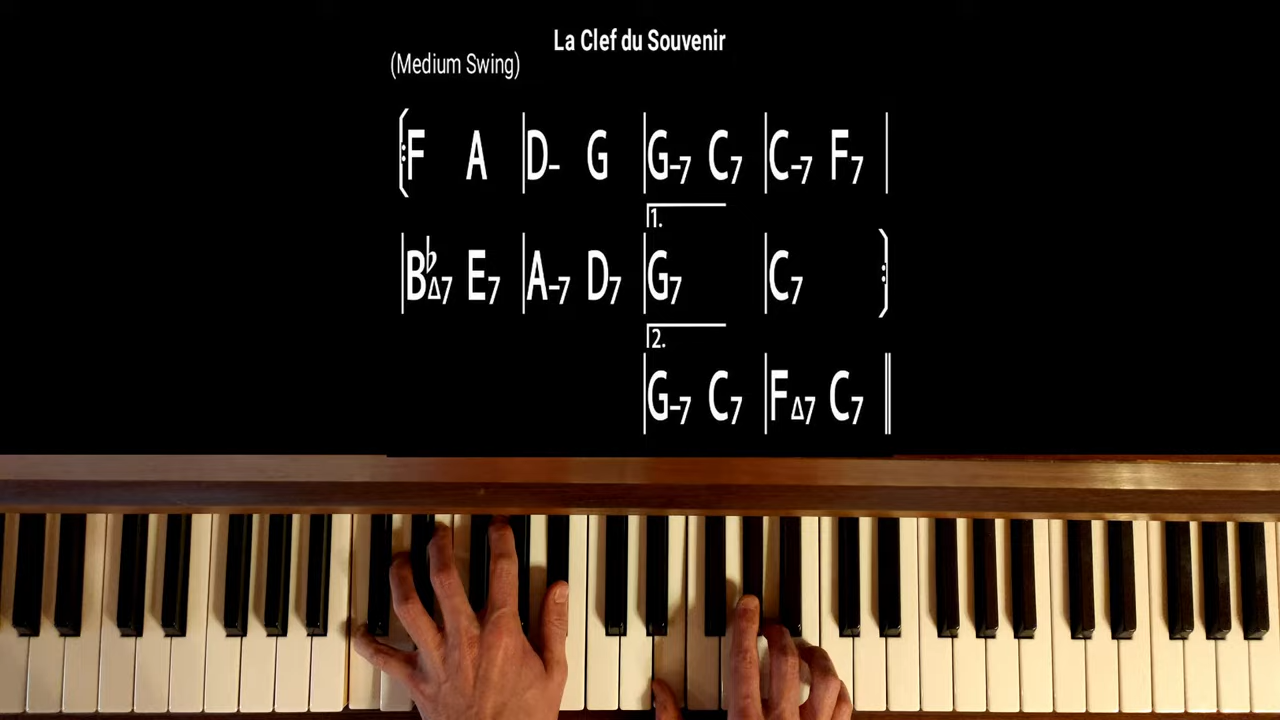 La Clef du Souvenir
(Medium Swing)
F A D- G G-7 C7 C-7 F7
1.
B♭Δ7 E7 A-7 D7 G7 C7
2.
G-7 C7 FΔ7 C7